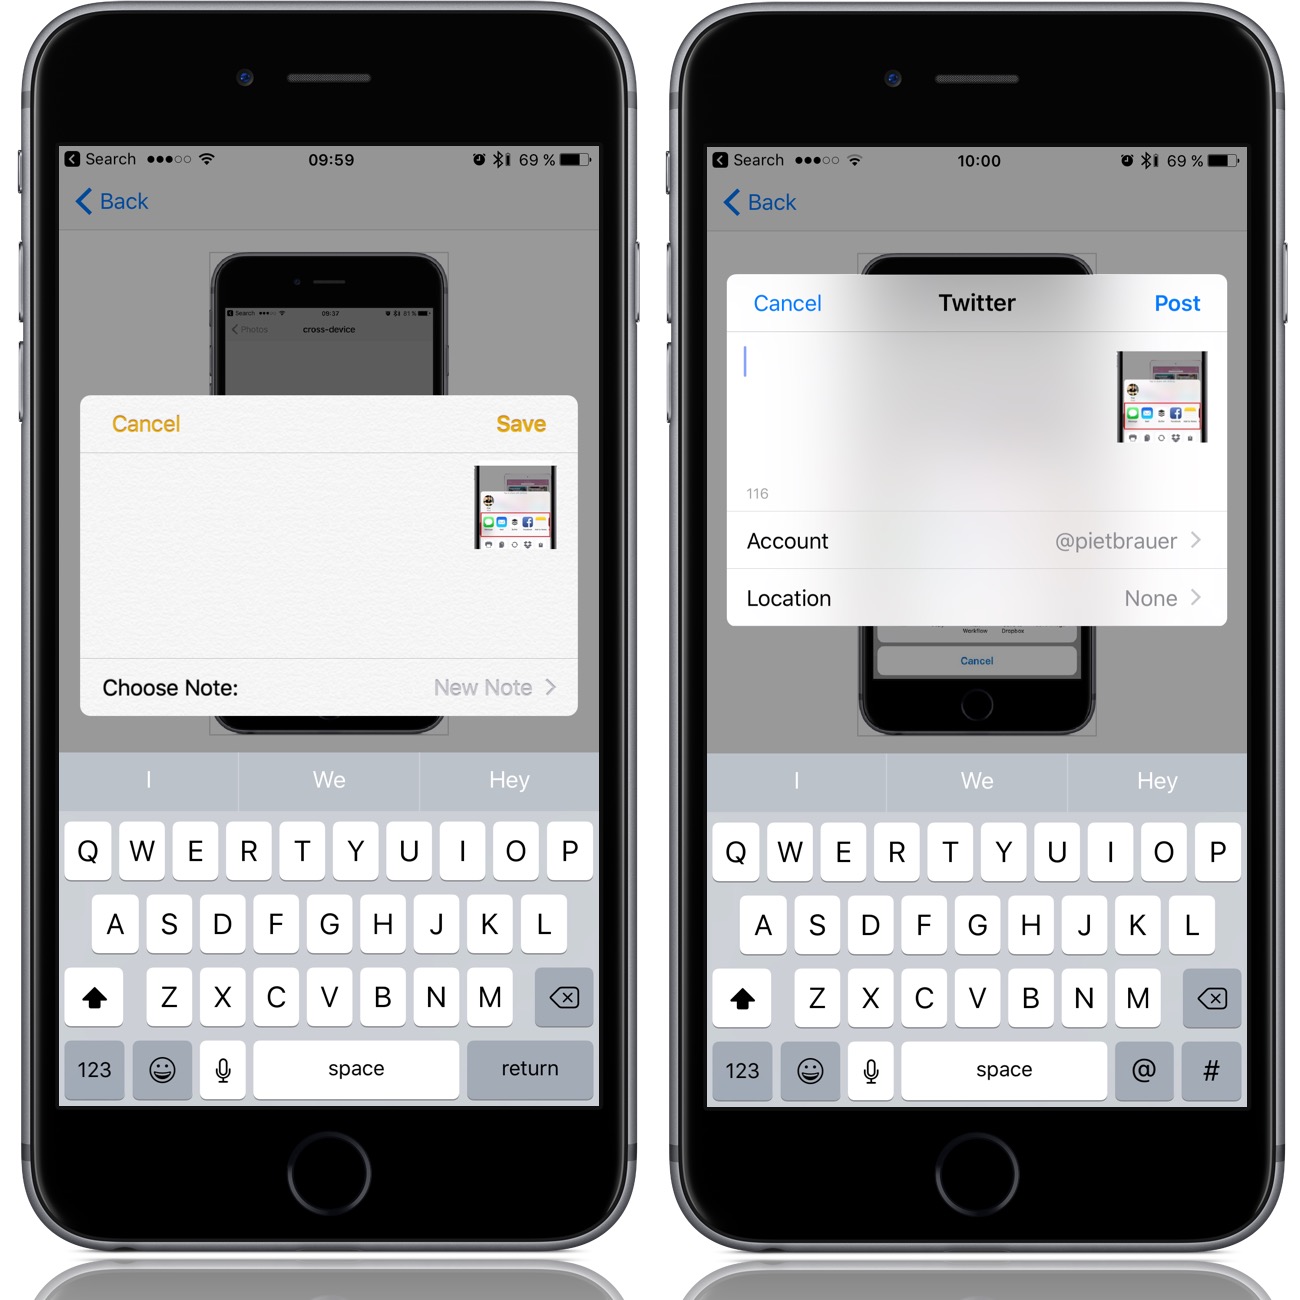 Search 09:59 69 %
Back
Search 09:37 81 %
Photos cross-device
Cancel Save
Choose Note: New Note
I We Hey
Q W E R T Y U I O P
A S D F G H J K L
Z X C V B N M
123 space return
Search 10:00 69 %
Back
Cancel Twitter Post
116
Account @pietbrauer
Location None
Workflow Dropbox
Cancel
I We Hey
Q W E R T Y U I O P
A S D F G H J K L
Z X C V B N M
123 space @ #